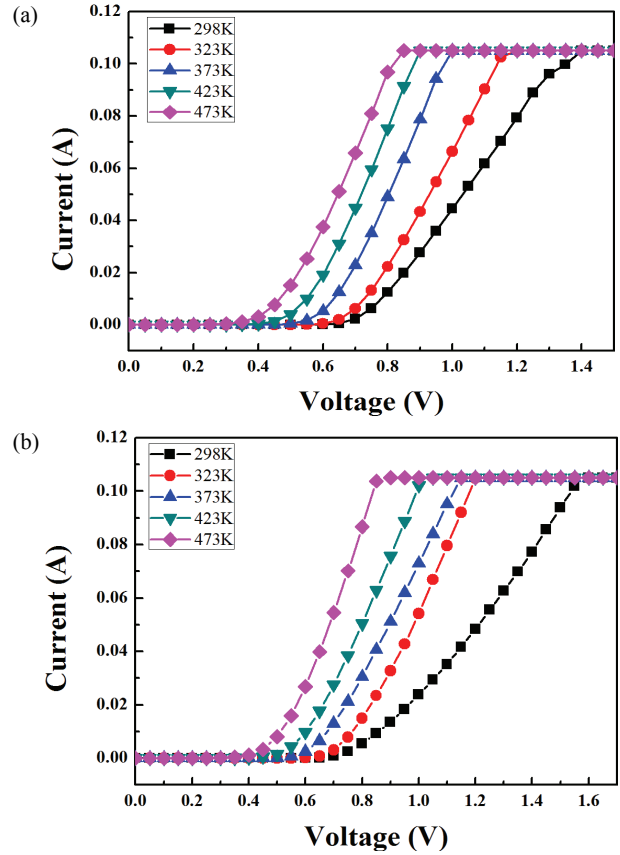 (a)
0.12
0.10
0.08
0.06
0.04
0.02
0.00
Current (A)
298K
323K
373K
423K
473K
0.0 0.2 0.4 0.6 0.8 1.0 1.2 1.4
Voltage (V)
(b)
0.12
0.10
0.08
0.06
0.04
0.02
0.00
Current (A)
298K
323K
373K
423K
473K
0.0 0.2 0.4 0.6 0.8 1.0 1.2 1.4 1.6
Voltage (V)